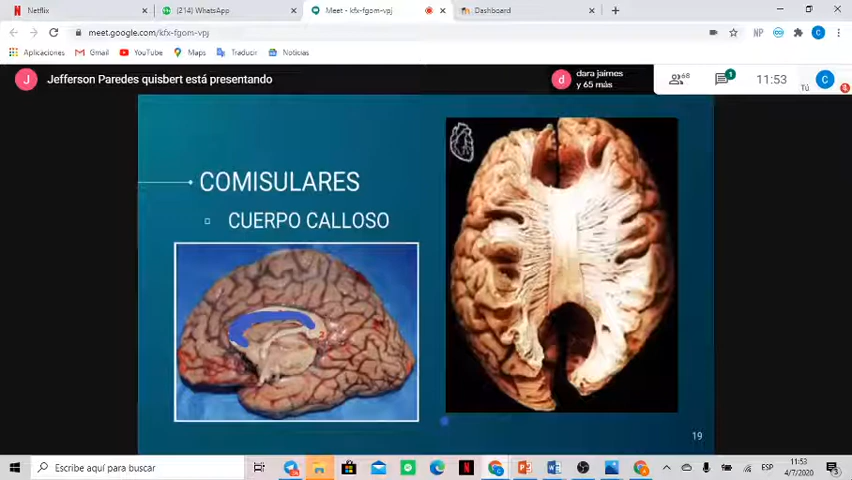 Netflix
(214) WhatsApp
Meet - kfx-fgom-vpj
Dashboard
meet.google.com/kfx-fgom-vpj
NP
C
Aplicaciones
Gmail
YouTube
Maps
Traducir
Noticias
J
Jefferson Paredes quisbert está presentando
d
dara jaimes
y 65 más
68
1
11:53
Tú
C
COMISULARES
CUERPO CALLOSO
19
Escribe aquí para buscar
ESP
11:53
4/7/2020